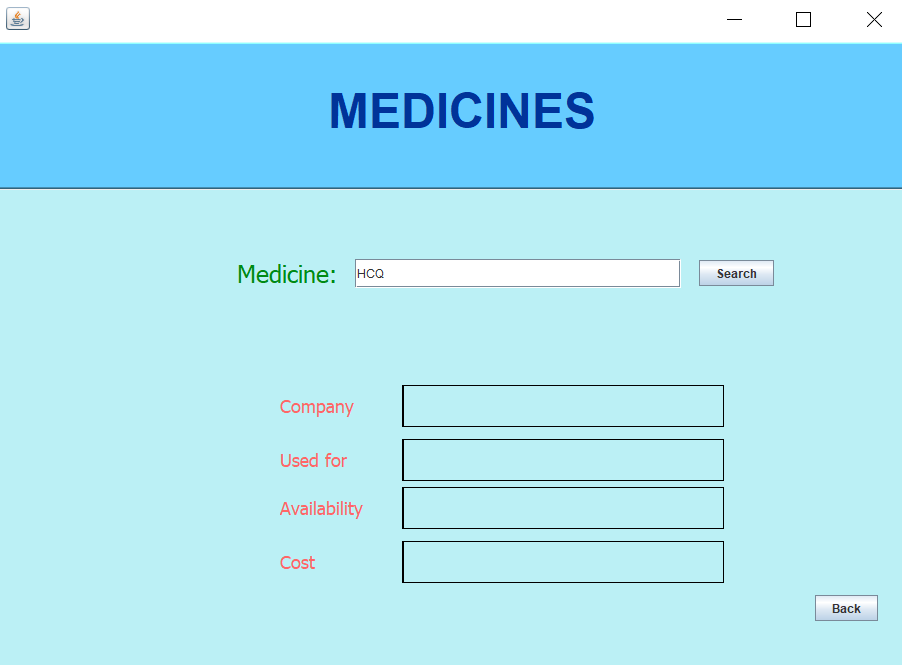 MEDICINES
Medicine: HCQ Search
Company
Used for
Availability
Cost
Back